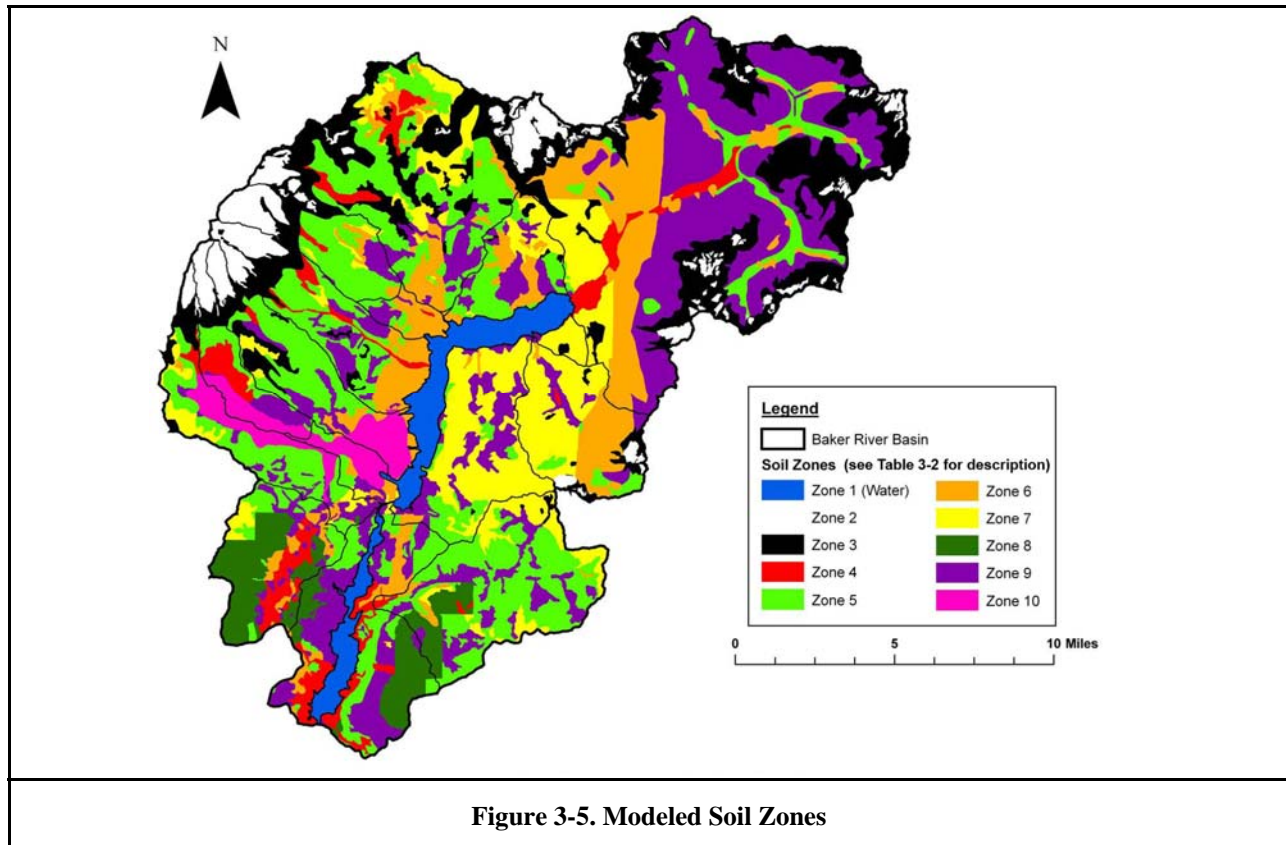 N
Legend
Baker River Basin
Soil Zones (see Table 3-2 for description)
Zone 1 (Water)
Zone 2
Zone 3
Zone 4
Zone 5
Zone 6
Zone 7
Zone 8
Zone 9
Zone 10
0 5 10 Miles
Figure 3-5. Modeled Soil Zones